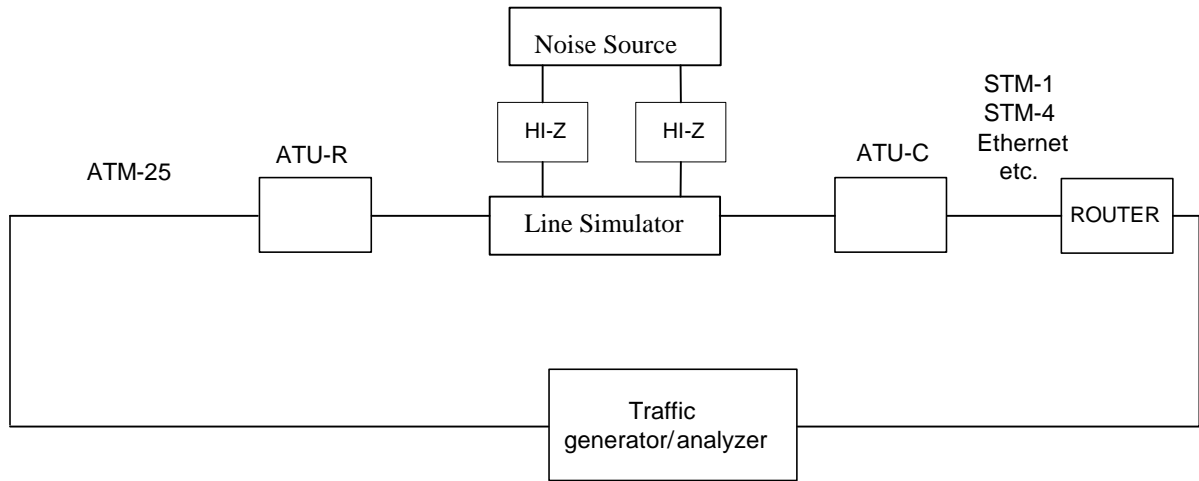 Noise Source
HI-Z
HI-Z
STM-1
STM-4
Ethernet
etc.
ATM-25
ATU-R
ATU-C
Line Simulator
ROUTER
Traffic
generator/analyzer